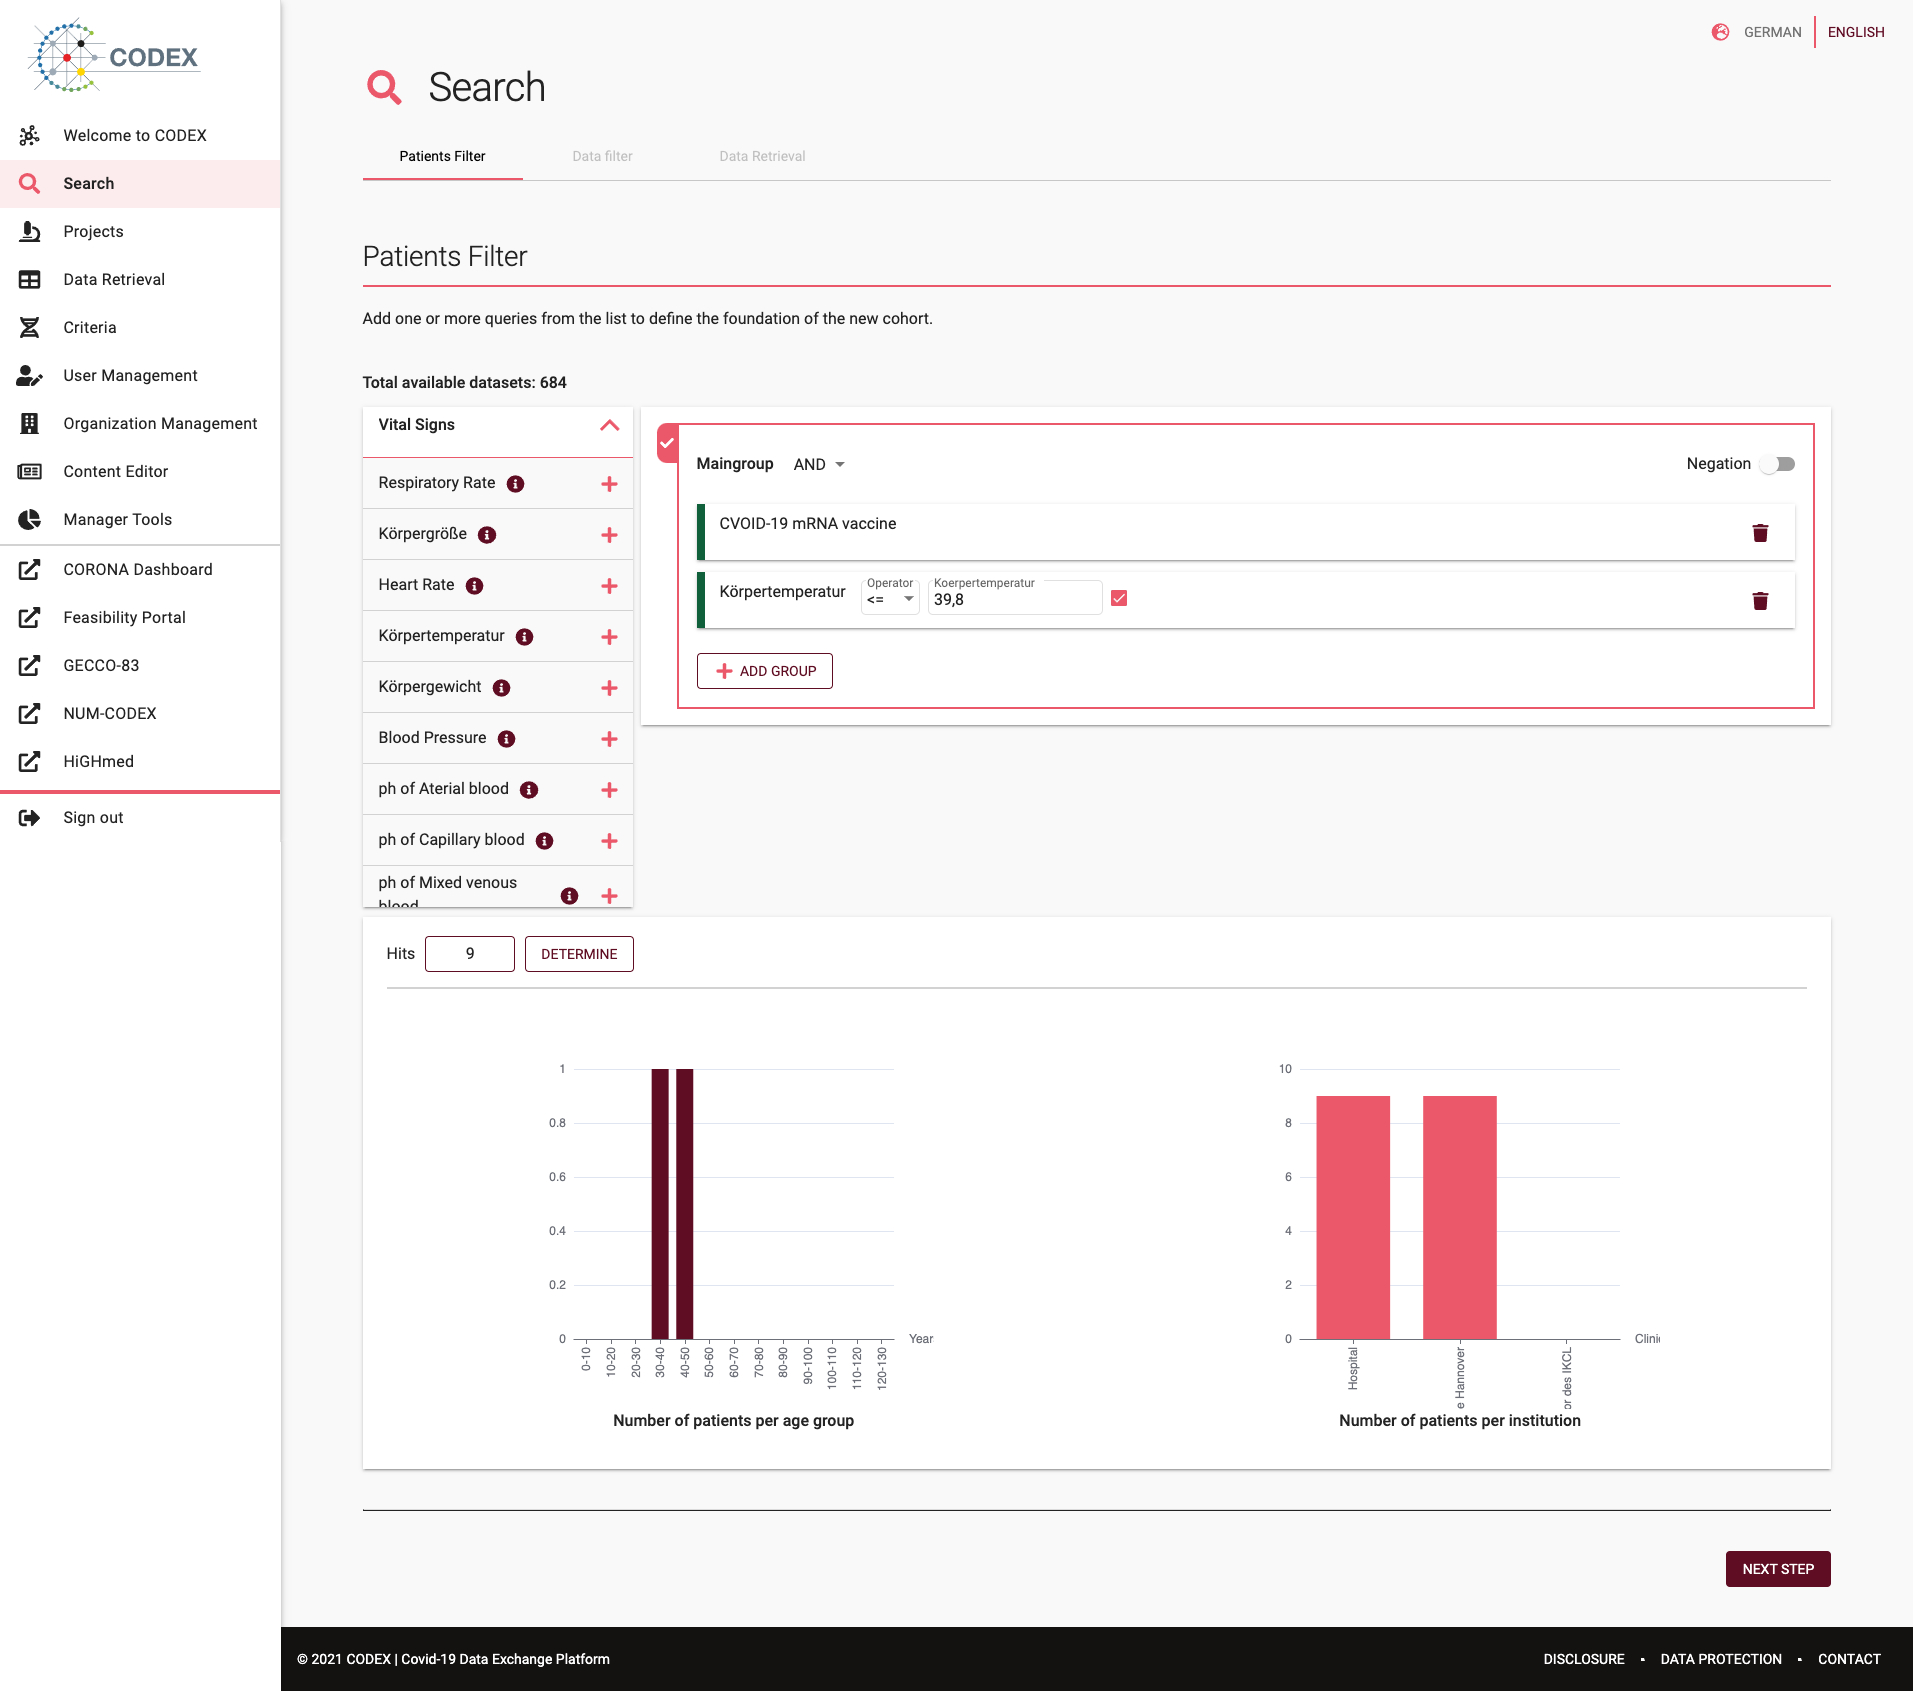 CODEX
GERMAN
ENGLISH
Welcome to CODEX
Search
Projects
Data Retrieval
Criteria
User Management
Organization Management
Content Editor
Manager Tools
CORONA Dashboard
Feasibility Portal
GECCO-83
NUM-CODEX
HiGHmed
Sign out
Search
Patients Filter
Data filter
Data Retrieval
Patients Filter
Add one or more queries from the list to define the foundation of the new cohort.
Total available datasets: 684
Vital Signs
Respiratory Rate
Körpergröße
Heart Rate
Körpertemperatur
Körpergewicht
Blood Pressure
ph of Aterial blood
ph of Capillary blood
ph of Mixed venous
blood
Maingroup AND
Negation
CVOID-19 mRNA vaccine
Körpertemperatur
Operator
<=
Koerpertemperatur
39,8
ADD GROUP
Hits 9 DETERMINE
1
0.8
0.6
0.4
0.2
0
Year
0-10
10-20
20-30
30-40
40-50
50-60
60-70
70-80
80-90
90-100
100-110
110-120
120-130
Number of patients per age group
10
8
6
4
2
0
Clini
Hospital
e Hannover
or des IKCL
Number of patients per institution
NEXT STEP
© 2021 CODEX | Covid-19 Data Exchange Platform
DISCLOSURE • DATA PROTECTION • CONTACT